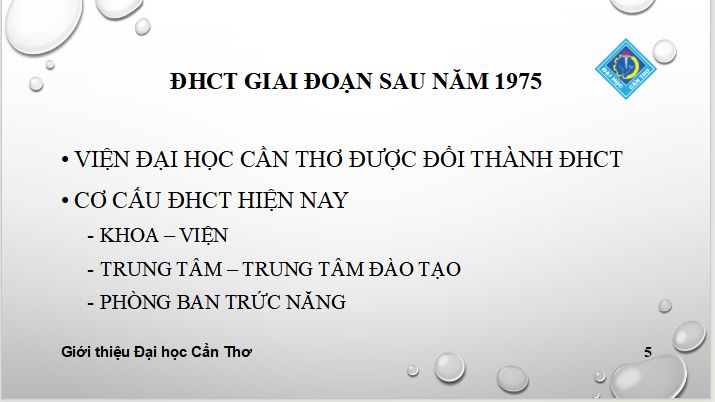 ĐHCT GIAI ĐOẠN SAU NĂM 1975
ĐẠI HỌC CẦN THƠ
• VIỆN ĐẠI HỌC CẦN THƠ ĐƯỢC ĐỔI THÀNH ĐHCT
• CƠ CẤU ĐHCT HIỆN NAY
- KHOA – VIỆN
- TRUNG TÂM – TRUNG TÂM ĐÀO TẠO
- PHÒNG BAN TRỨC NĂNG
Giới thiệu Đại học Cần Thơ
5